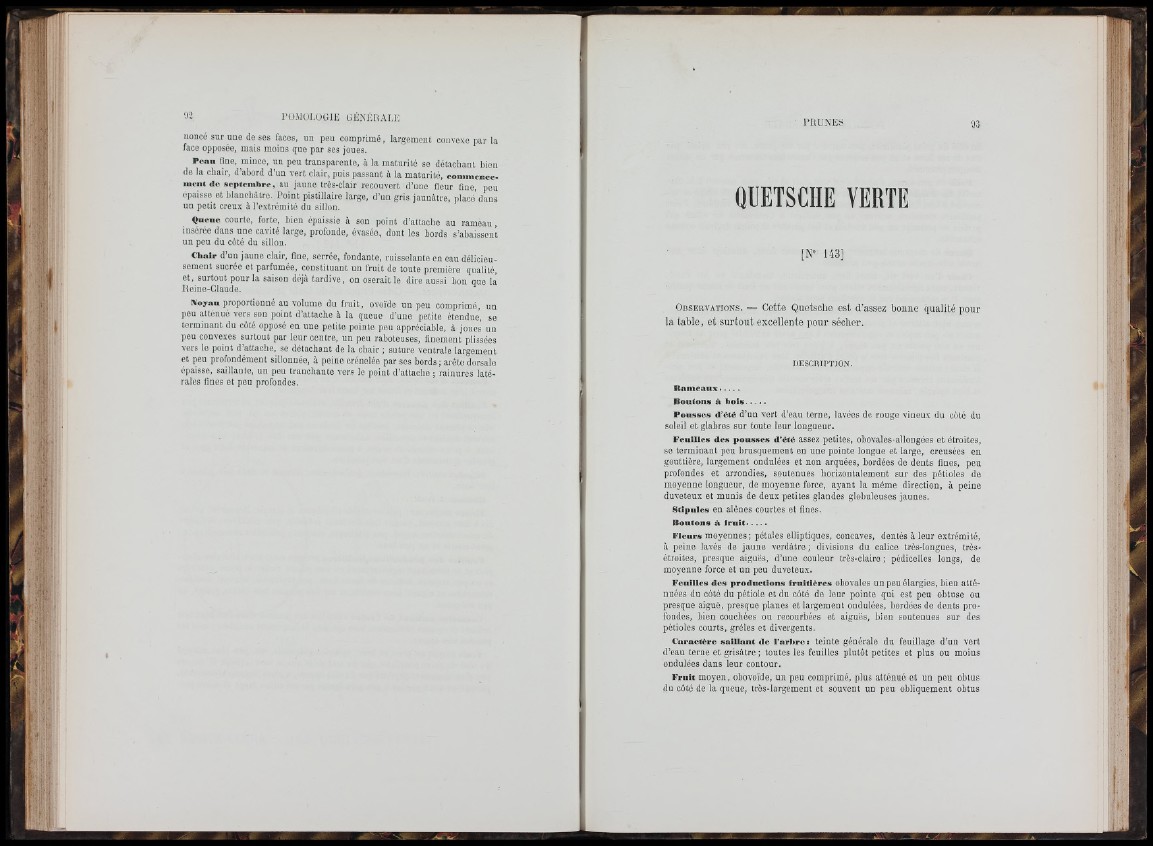 92 POMOLOGIE GÉNÉRALE
noncé sur une de ses faces, un peu comprimé, largement convexe par la
face opposée, mais moins que par ses joues.
Peau fine, mince, un peu transparente, à la maturité se détachant bien
de la chair, d'abord d'un vert clair, puis passant à la maturité, commence-
ment de septembre, au jaune très-clair recouvert d'une fleur fine, peu
épaisse et blanchâtre. Point pistillaire large, d'un gris jaunâtre, placé dans
un petit creux à l'extrémité du sillon.
Queue courte, forte, bien épaissie à son point d'attache au rameau,
insérée dans une cavité large, profonde, évasée, dont les bords s'abaissent
un peu du côté du sillon.
Chair d'un jaune clair, fine, serrée, fondante, ruisselante en eau délicieu-
sement sucrée et parfumée, constituant un fruit de toute première qualité,
et, surtout pour la saison déjà tardive, on oserait le dire aussi bon que la
Reine-Claude.
Noyau proportionné au volume du fruit, ovoïde un peu comprimé, un
peu atténué vers son point d'attache à la queue d'une petite étendue, se
terminant du côté opposé en une petite pointe peu appréciable, à joues un
peu convexes surtout par leur centre, un peu raboteuses, finement plissées
vers le point d'attache, se détachant de la chair ; suture ventrale largement
et peu profondément sillonnée, à peine crénelée par ses bords ; arête dorsale
épaisse, saillante, un peu tranchante vers le point d'attache ; rainures laté-
rales fines et peu profondes.
PRUNES 93
QUETSCHE VERTE
[N° 143]
OBSERVATIONS. — Cette Quetsche est d'assez bonne qualité pour
la table, et surtout excellente pour sécher.
DESCRIPTION.
Rameaux.....
Boutons à bois.....
Pousses d'été d'un vert d'eau terne, lavées de rouge vineux du côté du
soleil et glabres sur toute leur longueur.
Feuilles des pousses d'été assez petites, obovales-allongées et étroites,
se terminant peu brusquement en une pointe longue et large, creusées en
gouttière, largement ondulées et non arquées, bordées de dents fines, peu
profondes et arrondies, soutenues horizontalement sur des pétioles de
moyenne longueur, de moyenne force, ayant la même direction, à peine
duveteux et munis de deux petites glandes globuleuses jaunes.
Stipules en alênes courtes et fines.
Boutons à fruit.....
Fleurs moyennes ; pétales elliptiques, concaves, dentés à leur extrémité,
à peine lavés de jaune verdâtre ; divisions du calice très-longues, très-
étroites, presque aiguës, d'une couleur très-claire ; pédicelles longs, de
moyenne force et un peu duveteux.
Feuilles des productions fruitières obovales un peu élargies, bien atté-
nuées du côté du pétiole et du côté de leur pointe qui est peu obtuse ou
presque aiguë, presque planes et largement ondulées, bordées de dents pro-
fondes, bien couchées ou recourbées et aiguës, bien soutenues sur des
pétioles courts, grêles et divergents.
Caractère saillant de l'arbre : teinte générale du feuillage d'un vert
d'eau terne et grisâtre ; toutes les feuilles plutôt petites et plus ou moins
ondulées dans leur contour.
Fruit moyen, obovoïde, un peu comprimé, plus atténué et un peu obtus
du côté de la queue, très-largement et souvent un peu obliquement obtus